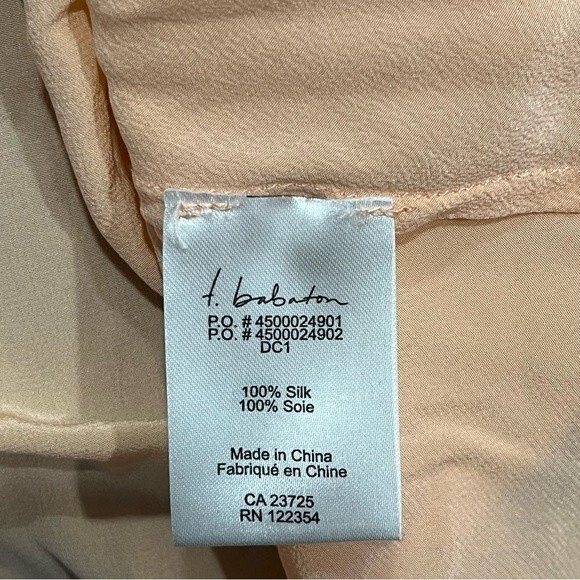 f. babaton
P.O. # 4500024901
P.O. # 4500024902
DC1
100% Silk
100% Soie
Made in China
Fabriqué en Chine
CA 23725
RN 122354